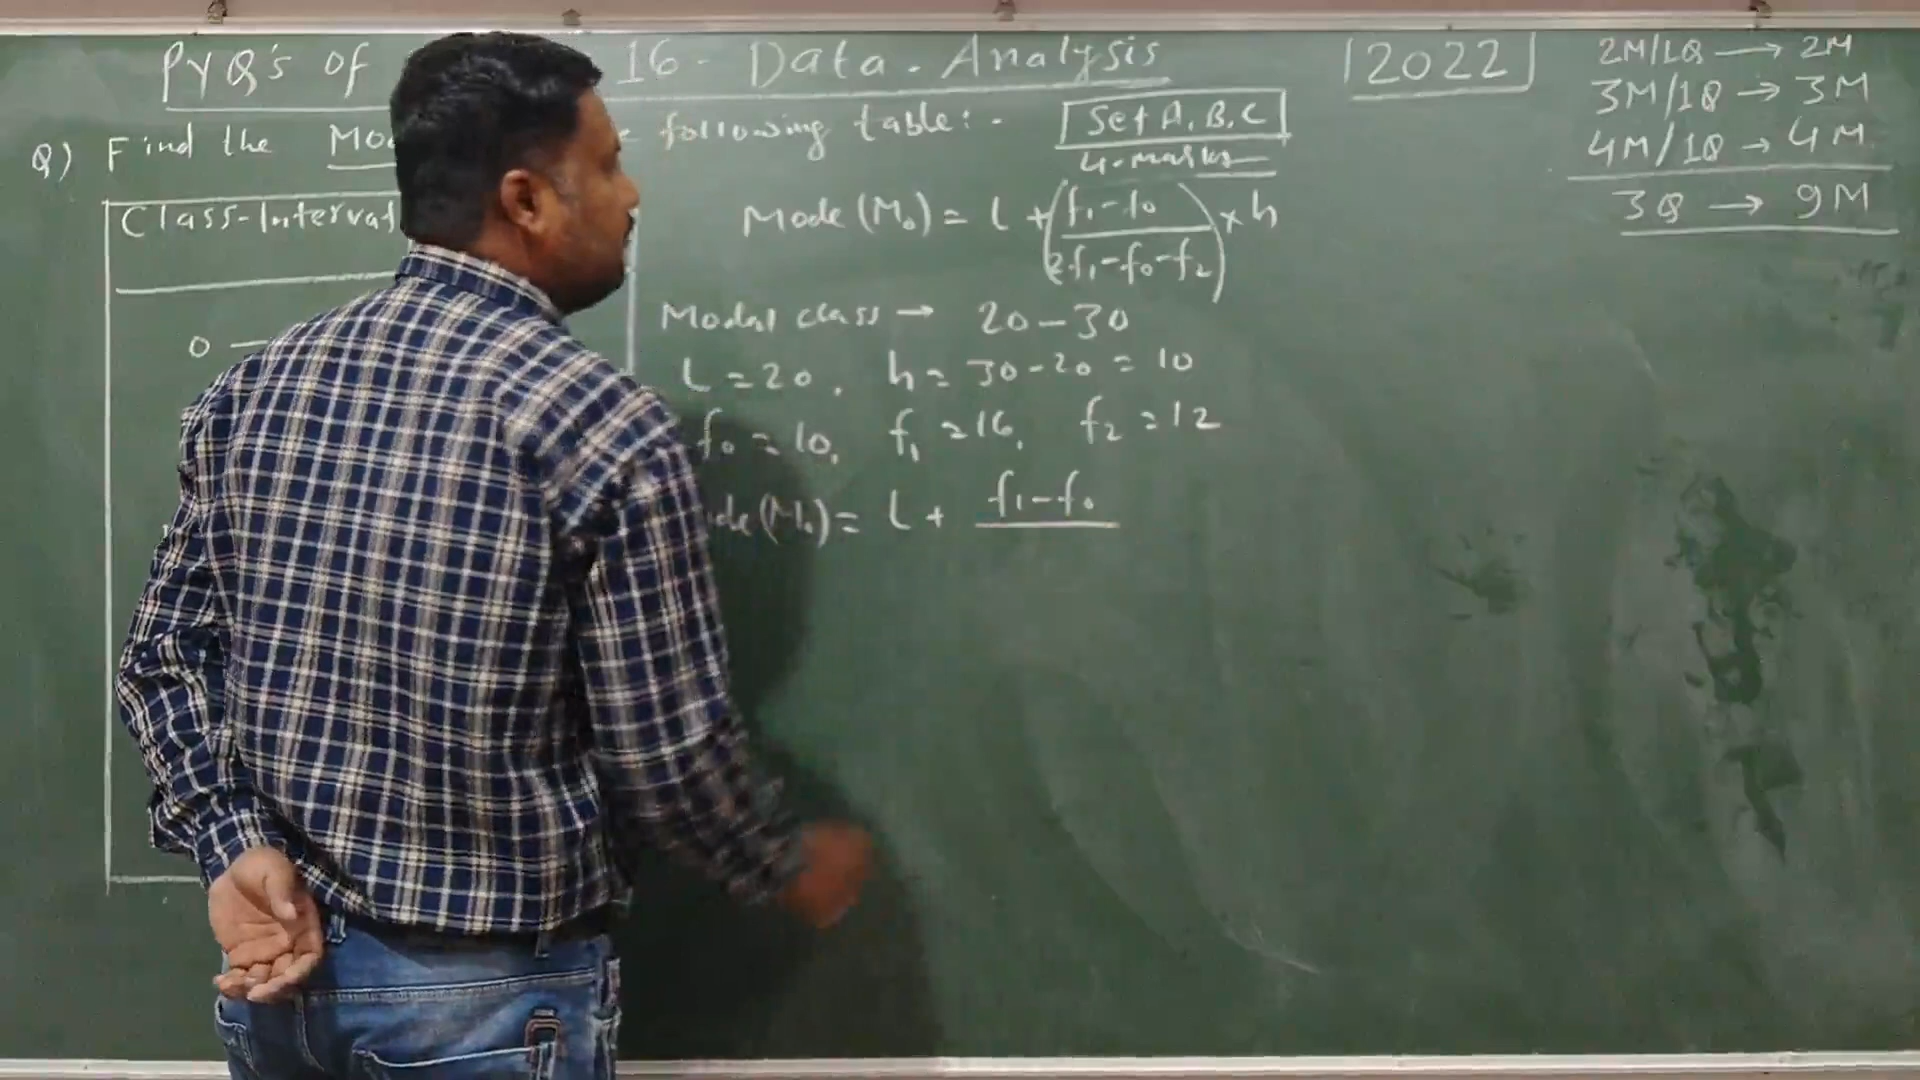 PYQ's of 16 - Data. Analysis
2022
2M/1Q → 2M
3M/1Q → 3M
4M/1Q → 4M
3Q → 9M
Q) Find the following table:-
Set A, B, C
4-marks
Class-Interval
0 —
Mode (M₀) = l + (f₁-f₀ / 2f₁-f₀-f₂) × h
Modal class → 20-30
l = 20, h = 30-20 = 10
f₀ = 10, f₁ = 16, f₂ = 12
(M₀) = l + f₁-f₀